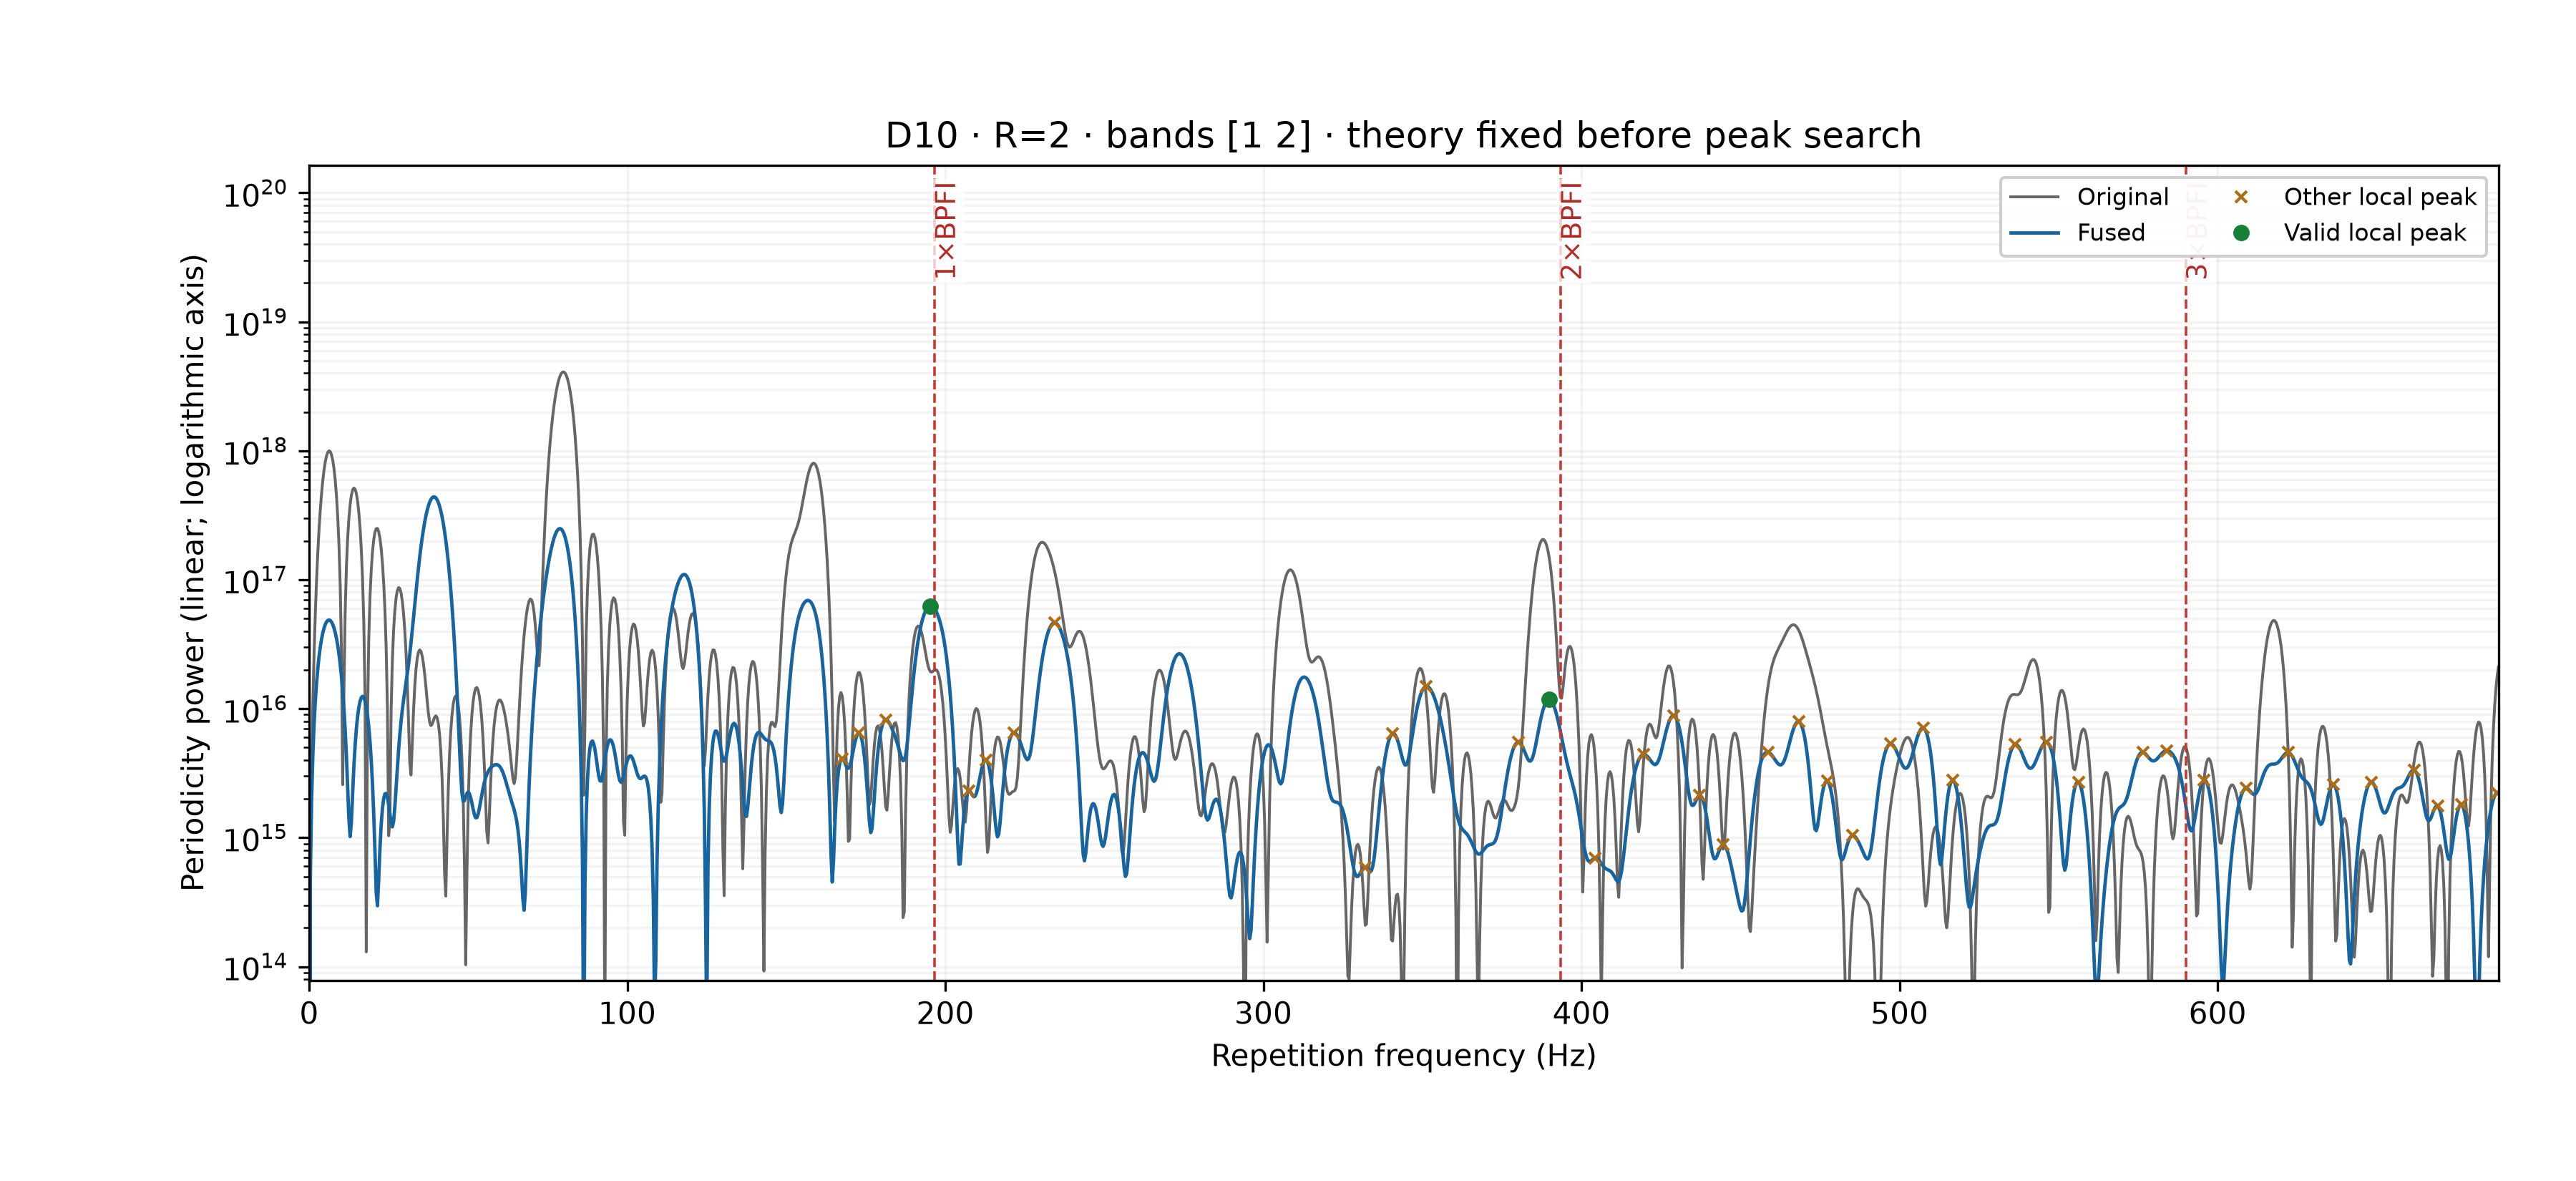 D10 · R=2 · bands [1 2] · theory fixed before peak search
Periodicity power (linear; logarithmic axis)
10^20
10^19
10^18
10^17
10^16
10^15
10^14
1×BPFI
2×BPFI
3×BPFI
Original
Fused
Other local peak
Valid local peak
0 100 200 300 400 500 600
Repetition frequency (Hz)